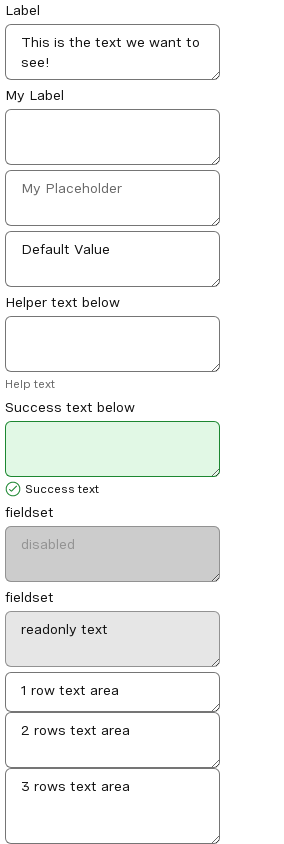 Label
This is the text we want to
see!
My Label
My Placeholder
Default Value
Helper text below
Help text
Success text below
Success text
fieldset
disabled
fieldset
readonly text
1 row text area
2 rows text area
3 rows text area